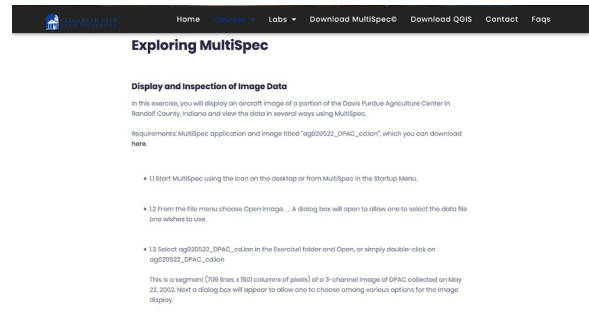 ELIZABETH CITY
STATE UNIVERSITY
Home Courses Labs Download MultiSpec© Download QGIS Contact Faqs
Exploring MultiSpec
Display and Inspection of Image Data
In this exercise, you will display an aircraft image of a portion of the Davis Purdue Agriculture Center in
Randolf County, Indiana and view the data in several ways using MultiSpec.
Requirements: MultiSpec application and image titled "ag020522_DPAC_cd.lan", which you can download
here.
• 1.1 Start MultiSpec using the icon on the desktop or from MultiSpec in the Startup Menu.
• 1.2 From the File menu choose Open Image. ... A dialog box will open to allow one to select the data file
one wishes to use.
• 1.3 Select ag020522_DPAC_cd.lan in the Exercise1 folder and Open, or simply double-click on
ag020522_DPAC_cd.lan
This is a segment (709 lines x 1501 columns of pixels) of a 3-channel image of DPAC collected on May
22, 2002. Next a dialog box will appear to allow one to choose among various options for the image
display.